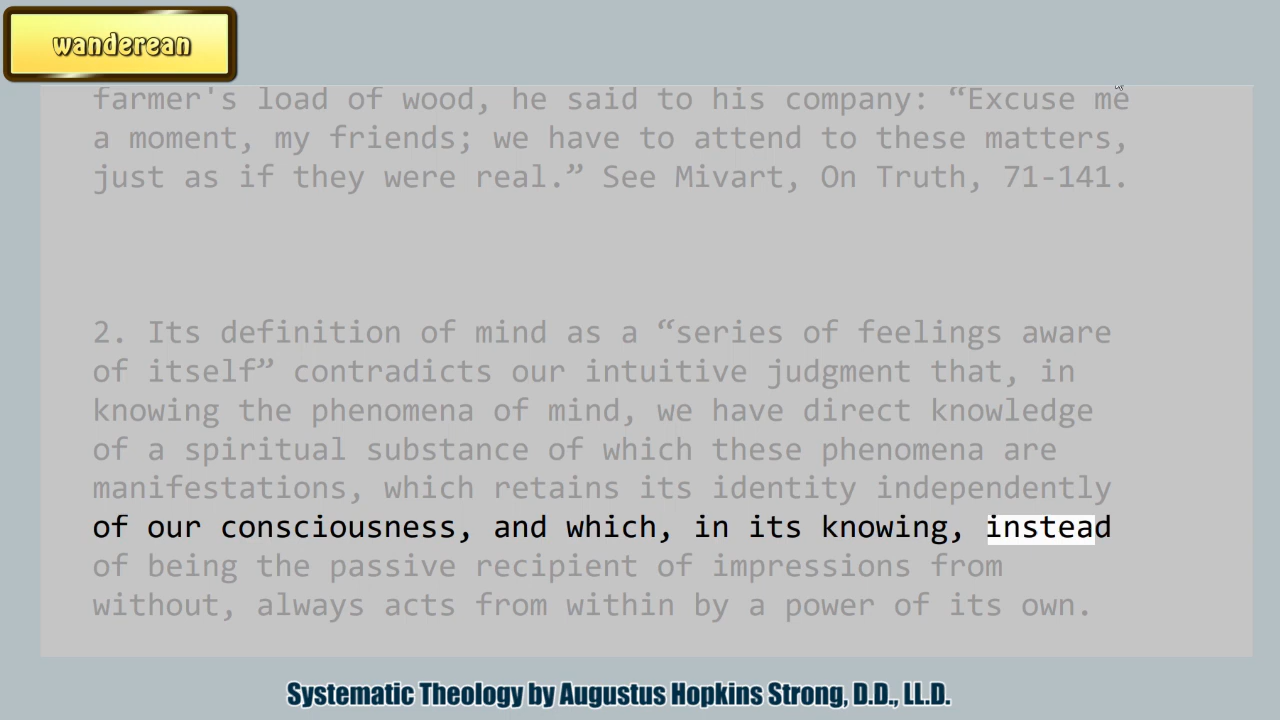 wanderean
farmer's load of wood, he said to his company: “Excuse me
a moment, my friends; we have to attend to these matters,
just as if they were real.” See Mivart, On Truth, 71-141.
2. Its definition of mind as a “series of feelings aware
of itself” contradicts our intuitive judgment that, in
knowing the phenomena of mind, we have direct knowledge
of a spiritual substance of which these phenomena are
manifestations, which retains its identity independently
of our consciousness, and which, in its knowing, instead
of being the passive recipient of impressions from
without, always acts from within by a power of its own.
Systematic Theology by Augustus Hopkins Strong, D.D., LL.D.